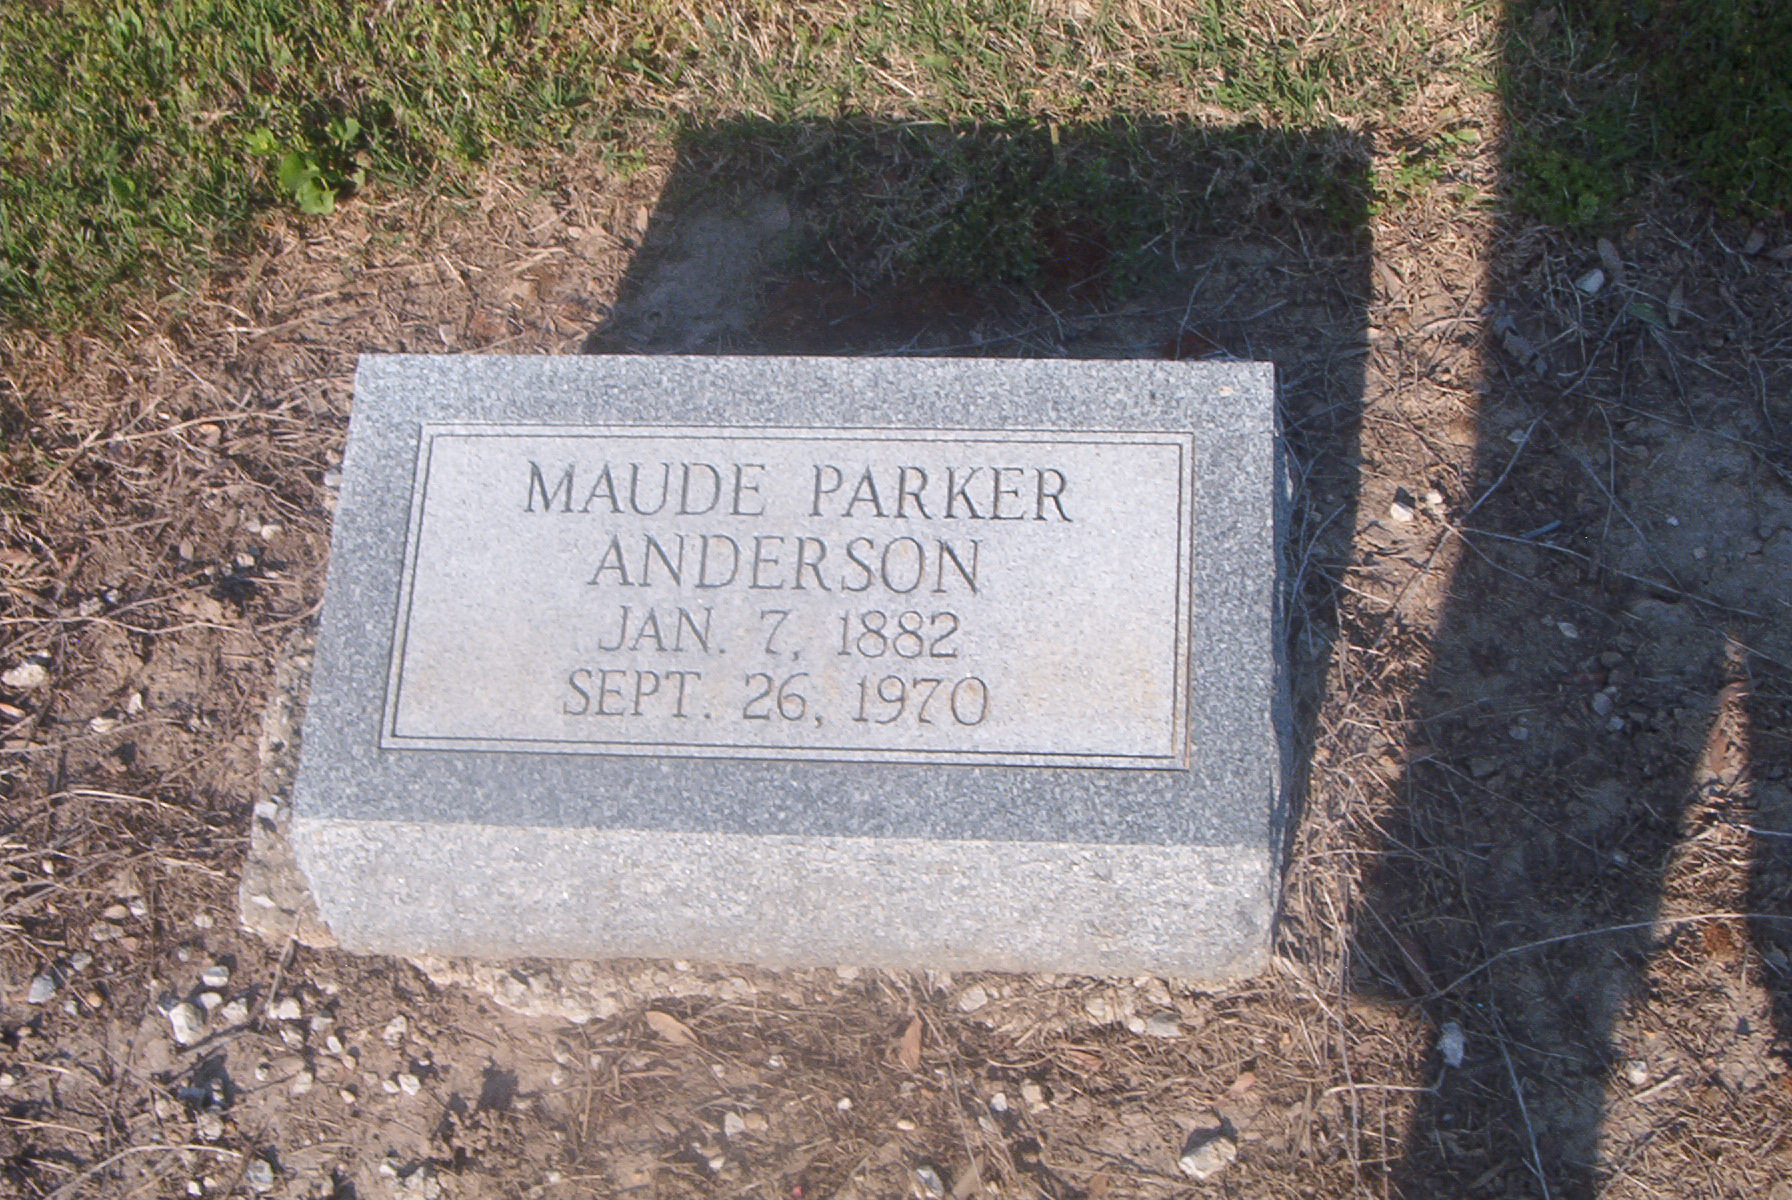 MAUDE PARKER
ANDERSON
JAN. 7, 1882
SEPT. 26, 1970